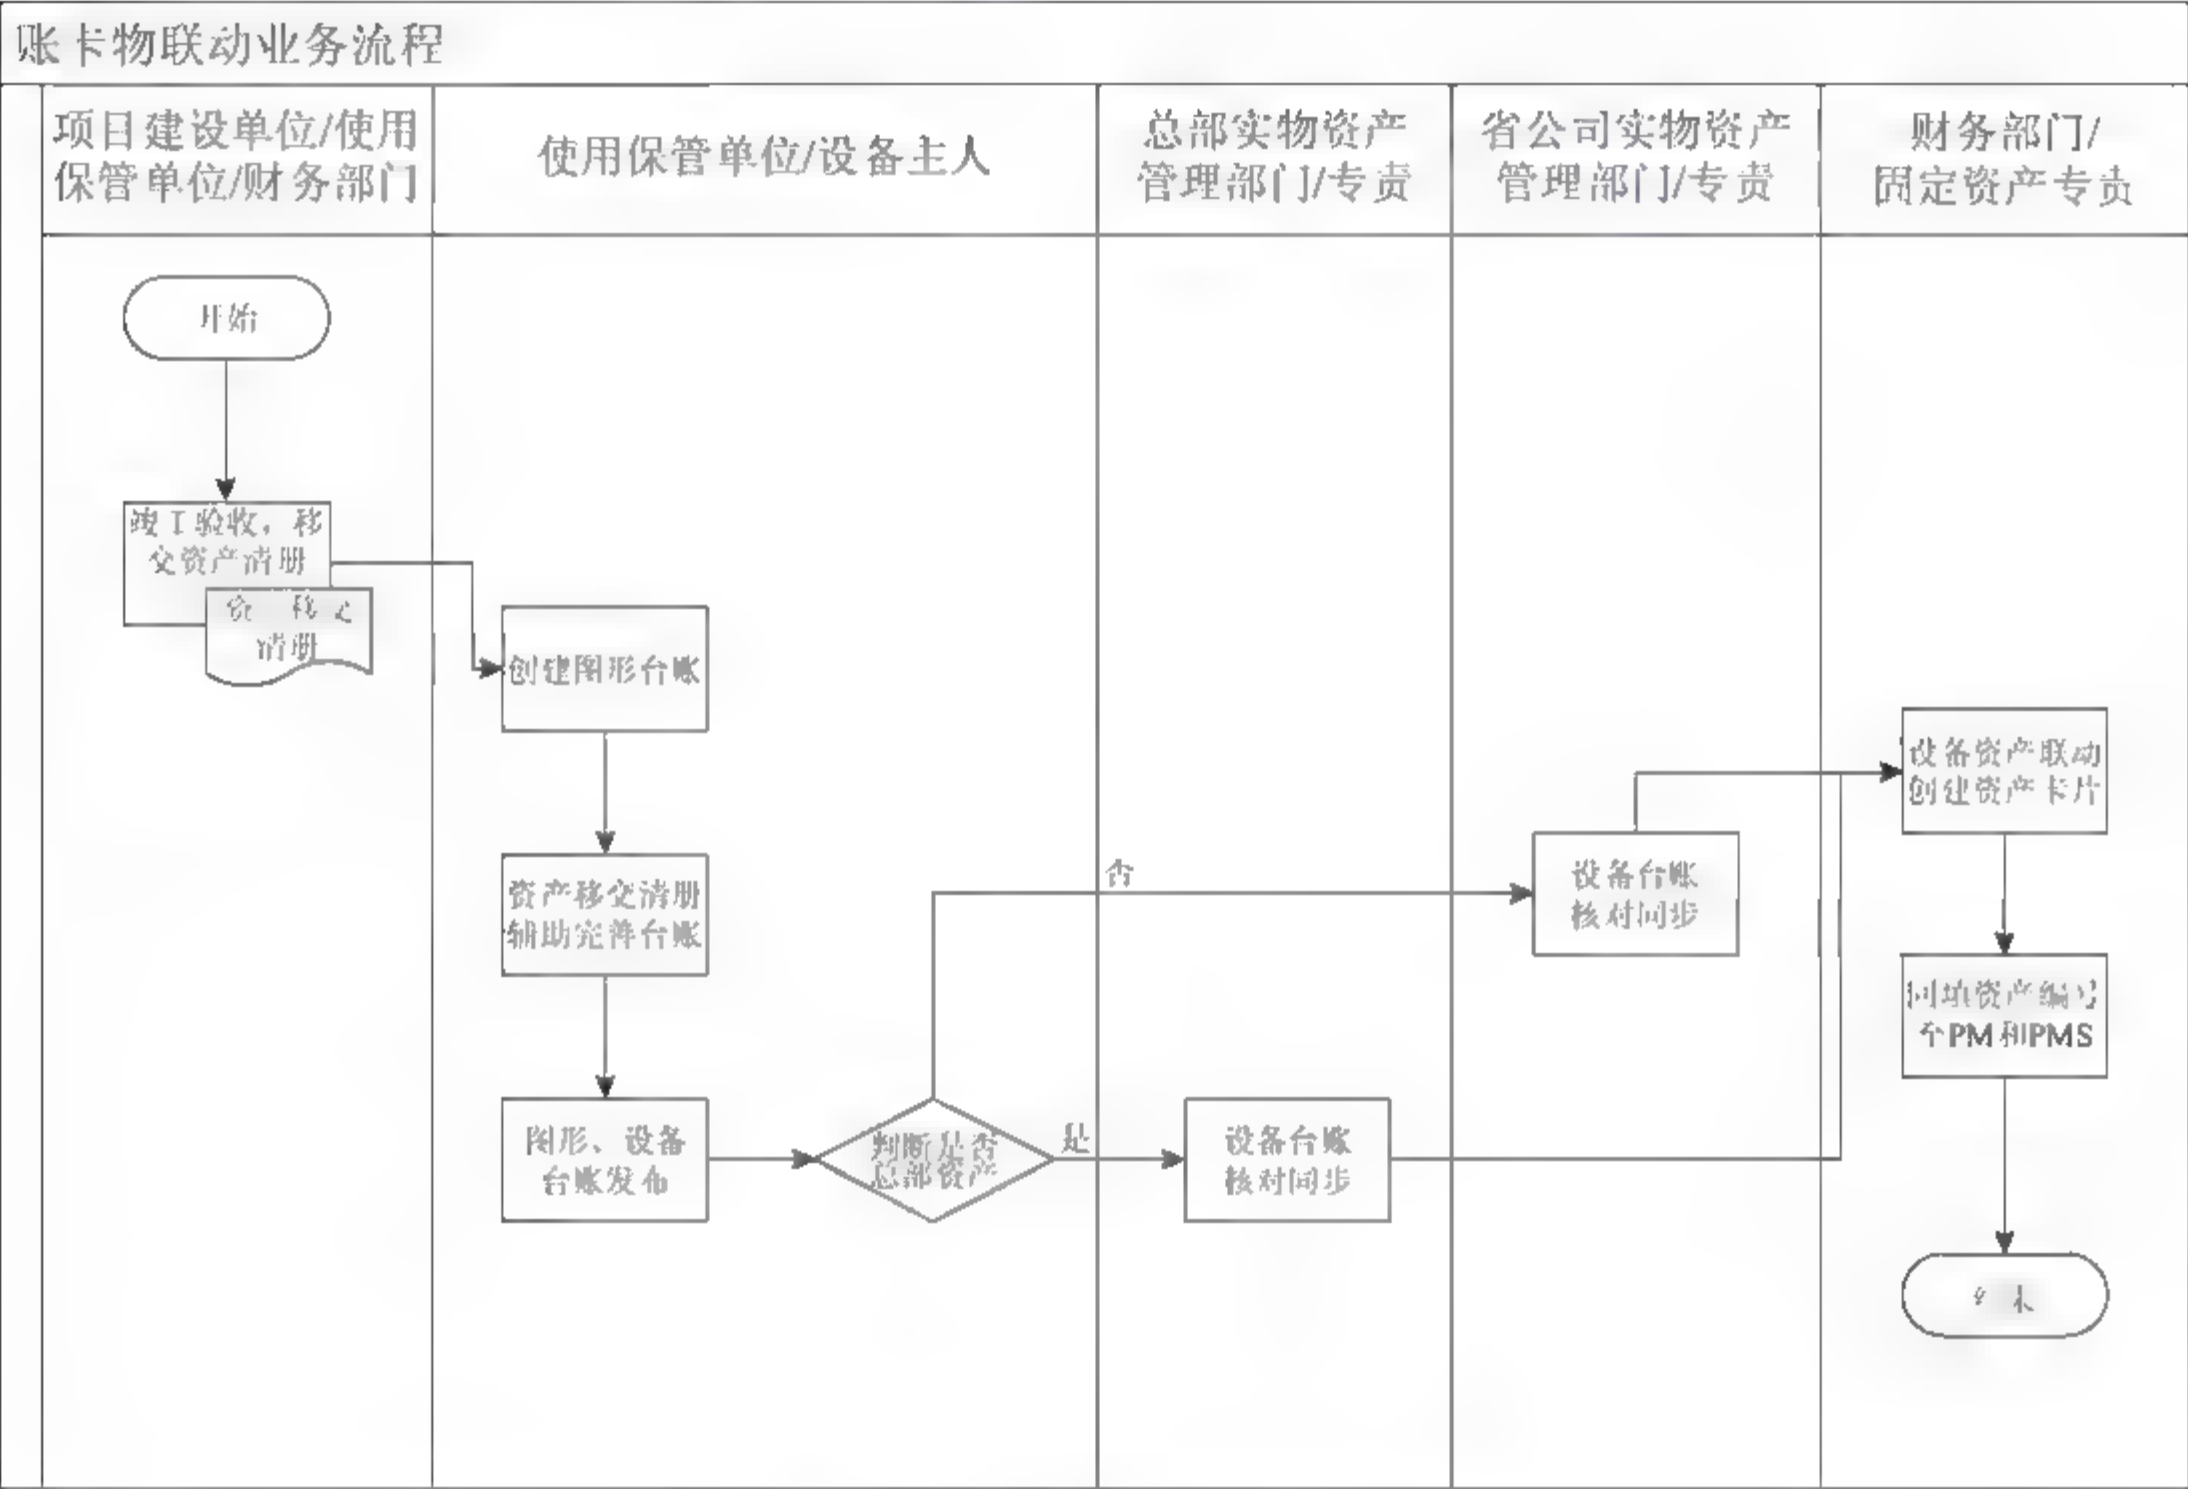 账卡物联动业务流程
项目建设单位/使用
保管单位/财务部门
使用保管单位/设备主人
总部实物资产
管理部门/专责
省公司实物资产
管理部门/专责
财务部门/
固定资产专责
开始
竣工验收，移
交资产清册
资 移交
清册
创建图形台账
资产移交清册
辅助完善台账
图形、设备
台账发布
判断是否
总部资产
否
是
设备台账
核对同步
设备台账
核对同步
设备资产联动
创建资产卡片
回填资产编号
至PM和PMS